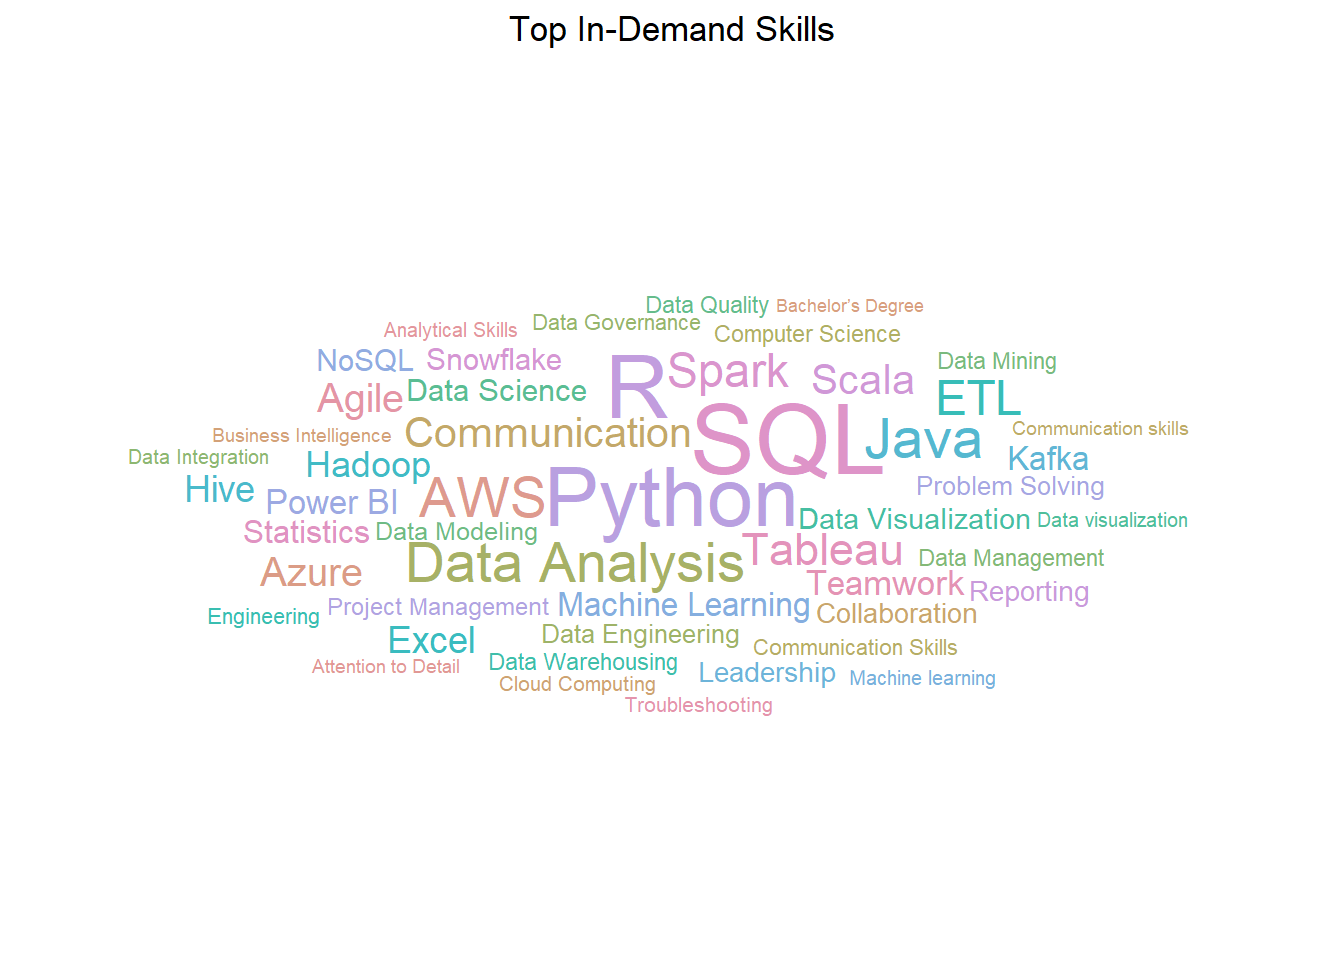 Top In-Demand Skills
Data Quality
Bachelor's Degree
Analytical Skills
Data Governance
Computer Science
NoSQL
Snowflake
R
Spark
Scala
Data Mining
Agile
Data Science
ETL
Business Intelligence
Communication
SQL
Java
Communication skills
Data Integration
Hadoop
Kafka
Hive
Power BI
AWS
Python
Problem Solving
Statistics
Data Modeling
Data Visualization
Data visualization
Azure
Data Analysis
Tableau
Data Management
Teamwork
Reporting
Engineering
Project Management
Machine Learning
Collaboration
Excel
Data Engineering
Communication Skills
Attention to Detail
Data Warehousing
Leadership
Machine learning
Cloud Computing
Troubleshooting